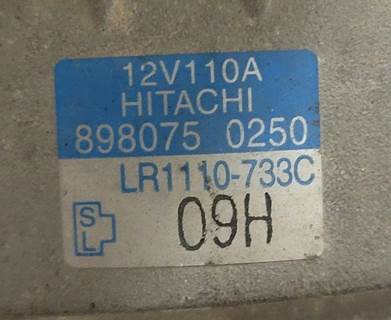 12V110A
HITACHI
898075 0250
LR1110-733C
S
L
09H